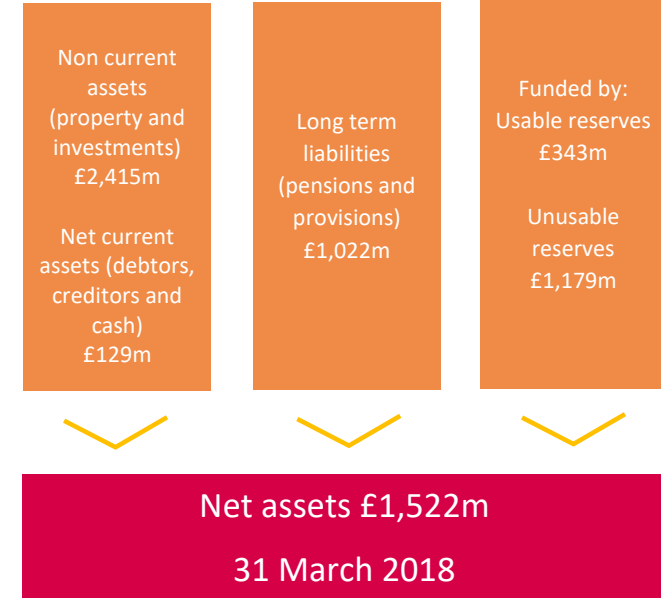 Non current
assets
(property and
investments)
£2,415m
Net current
assets (debtors,
creditors and
cash)
£129m
Long term
liabilities
(pensions and
provisions)
£1,022m
Funded by:
Usable reserves
£343m
Unusable
reserves
£1,179m
Net assets £1,522m
31 March 2018